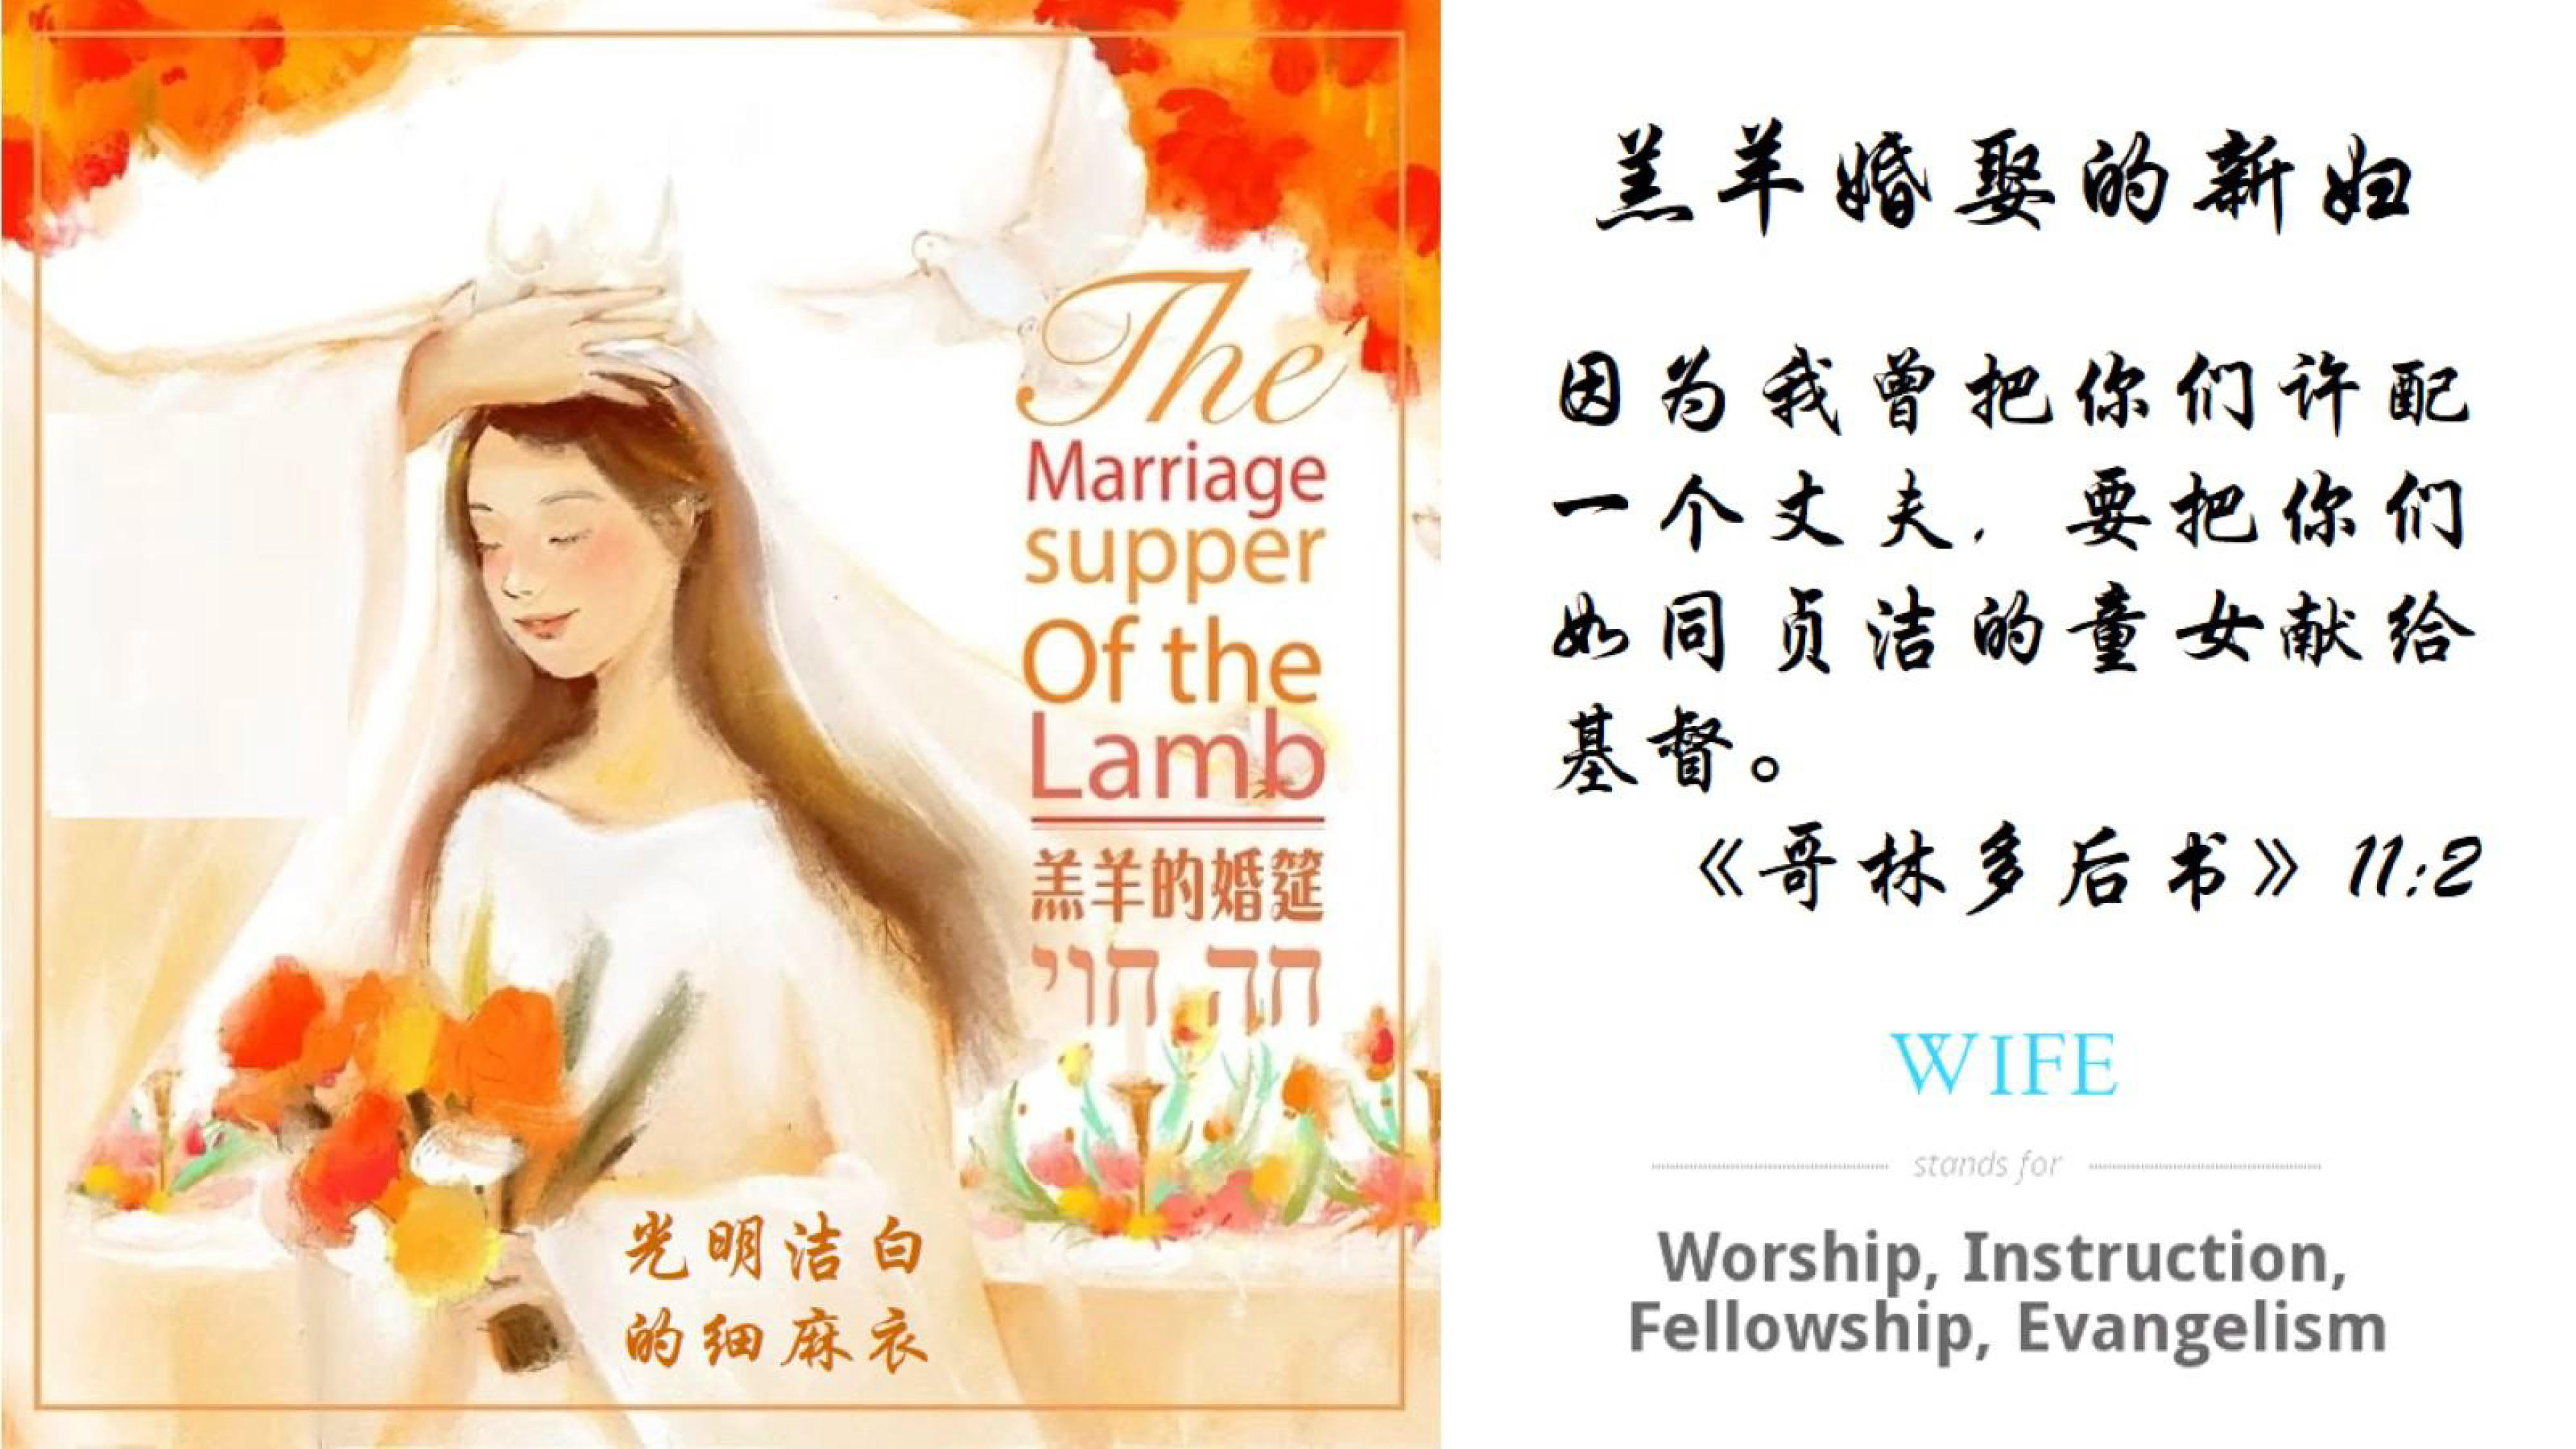 The
Marriage
supper
Of the
Lamb
羔羊的婚筵
חה חויי
光明洁白
的细麻衣
羔羊婚娶的新妇
因为我曾把你们许配
一个丈夫，要把你们
如同贞洁的童女献给
基督。
《哥林多后书》11:2
WIFE
stands for
Worship, Instruction,
Fellowship, Evangelism